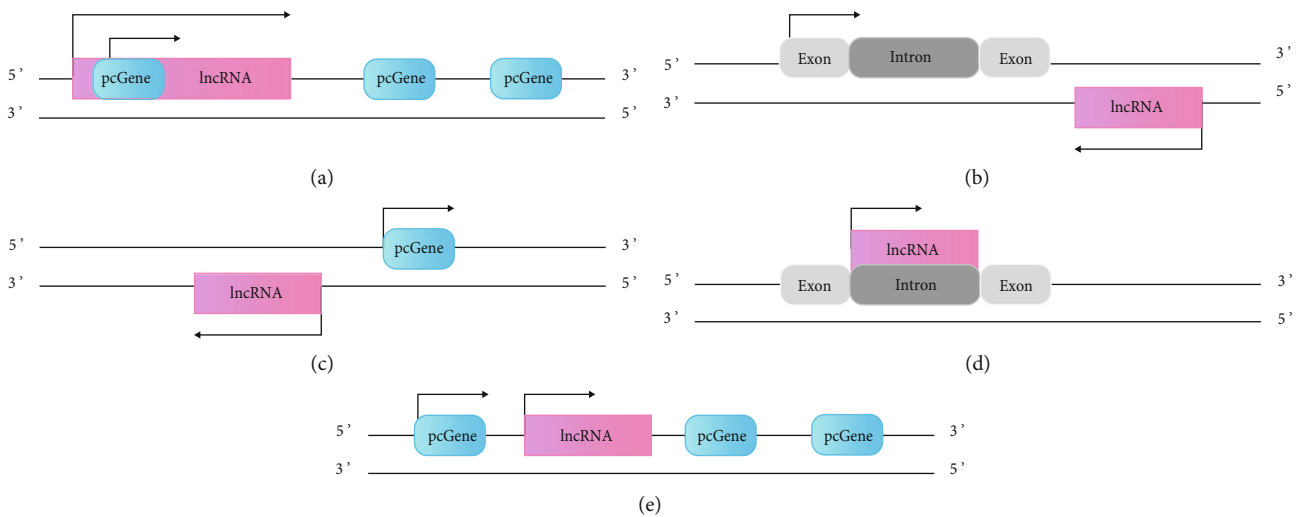 5’ pcGene lncRNA pcGene pcGene 3’
3’ 5’
(a)
5’ Exon Intron Exon 3’
3’ lncRNA 5’
(b)
5’ pcGene 3’
3’ lncRNA 5’
(c)
lncRNA
5’ Exon Intron Exon 3’
3’ 5’
(d)
5’ pcGene lncRNA pcGene pcGene 3’
3’ 5’
(e)